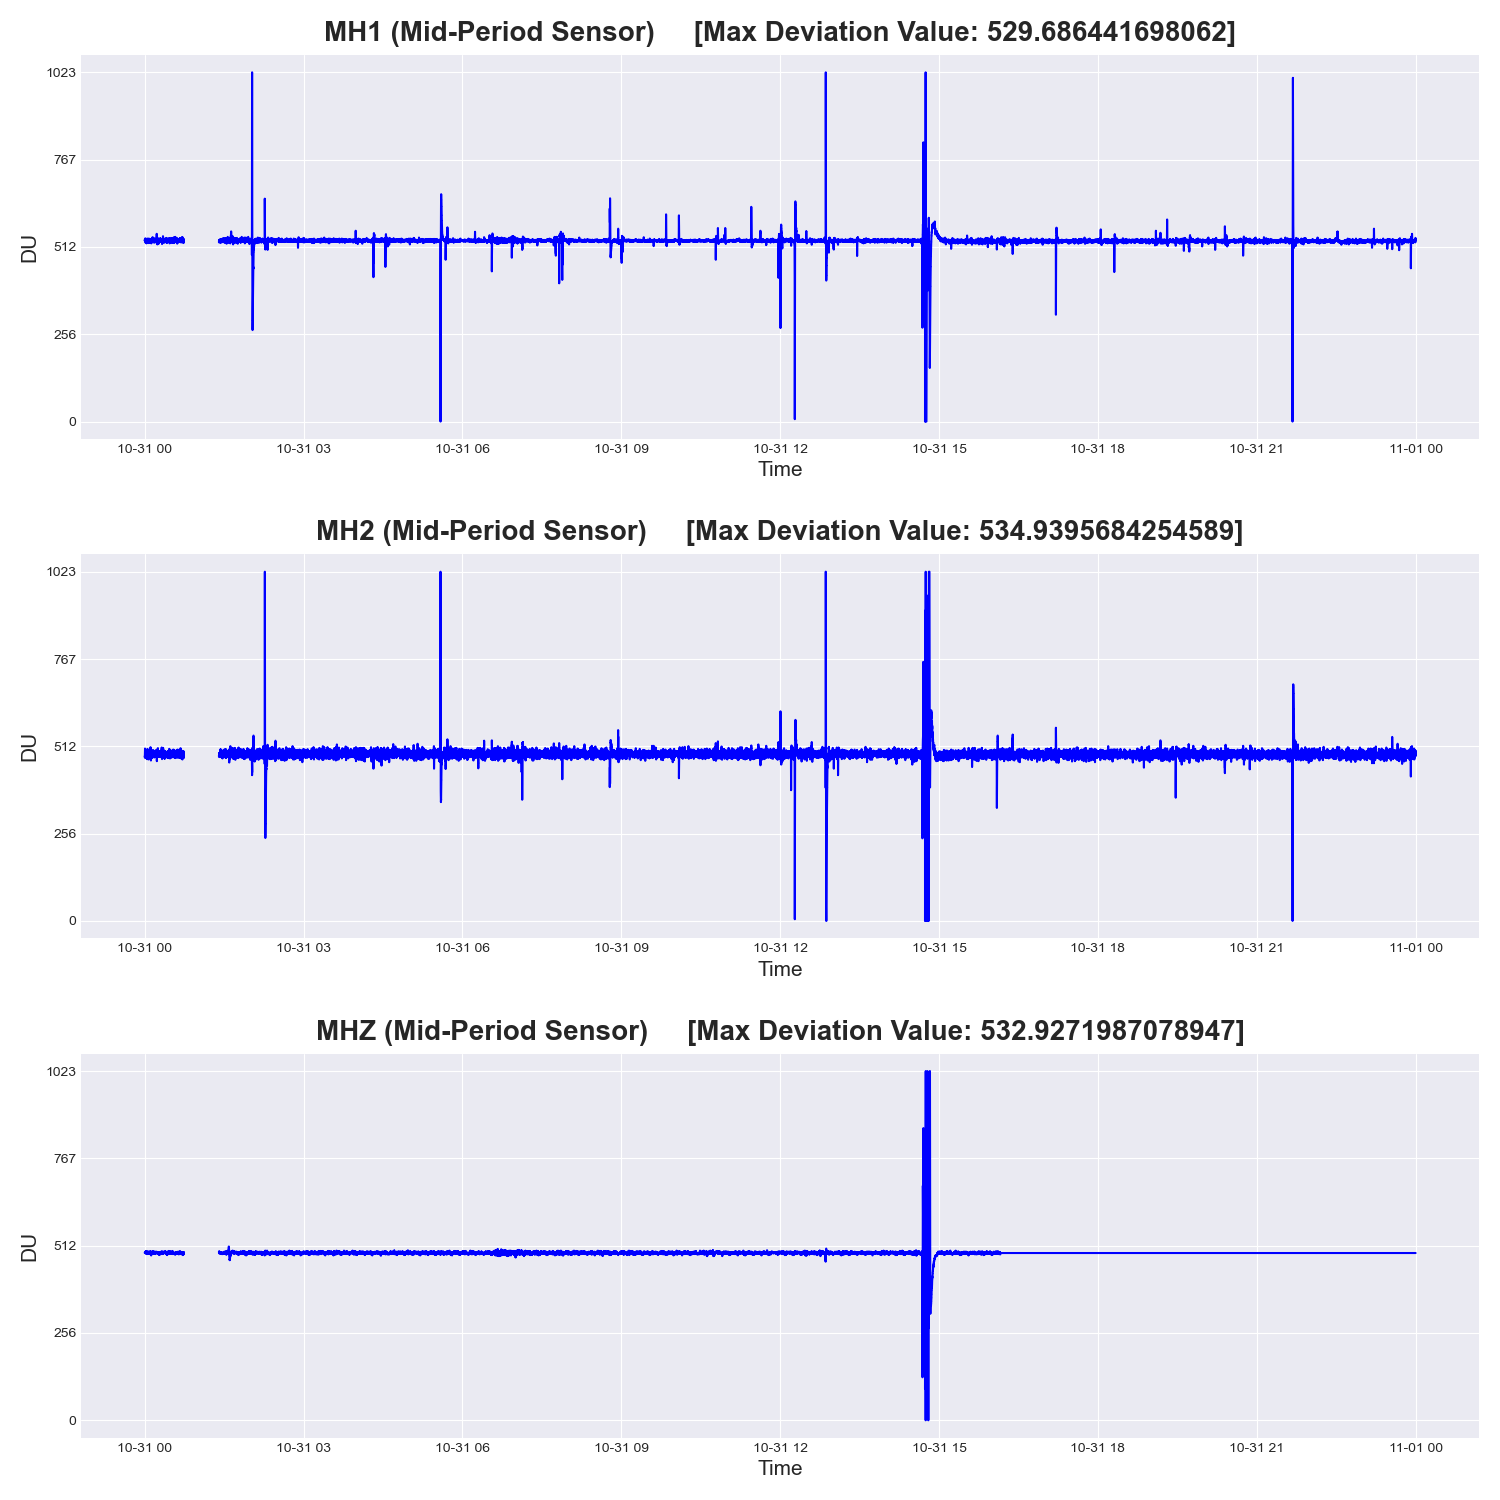 MH1 (Mid-Period Sensor)     [Max Deviation Value: 529.686441698062]
1023
767
512
256
0
DU
10-31 00 10-31 03 10-31 06 10-31 09 10-31 12 10-31 15 10-31 18 10-31 21 11-01 00
Time
MH2 (Mid-Period Sensor)     [Max Deviation Value: 534.9395684254589]
1023
767
512
256
0
DU
10-31 00 10-31 03 10-31 06 10-31 09 10-31 12 10-31 15 10-31 18 10-31 21 11-01 00
Time
MHZ (Mid-Period Sensor)     [Max Deviation Value: 532.9271987078947]
1023
767
512
256
0
DU
10-31 00 10-31 03 10-31 06 10-31 09 10-31 12 10-31 15 10-31 18 10-31 21 11-01 00
Time